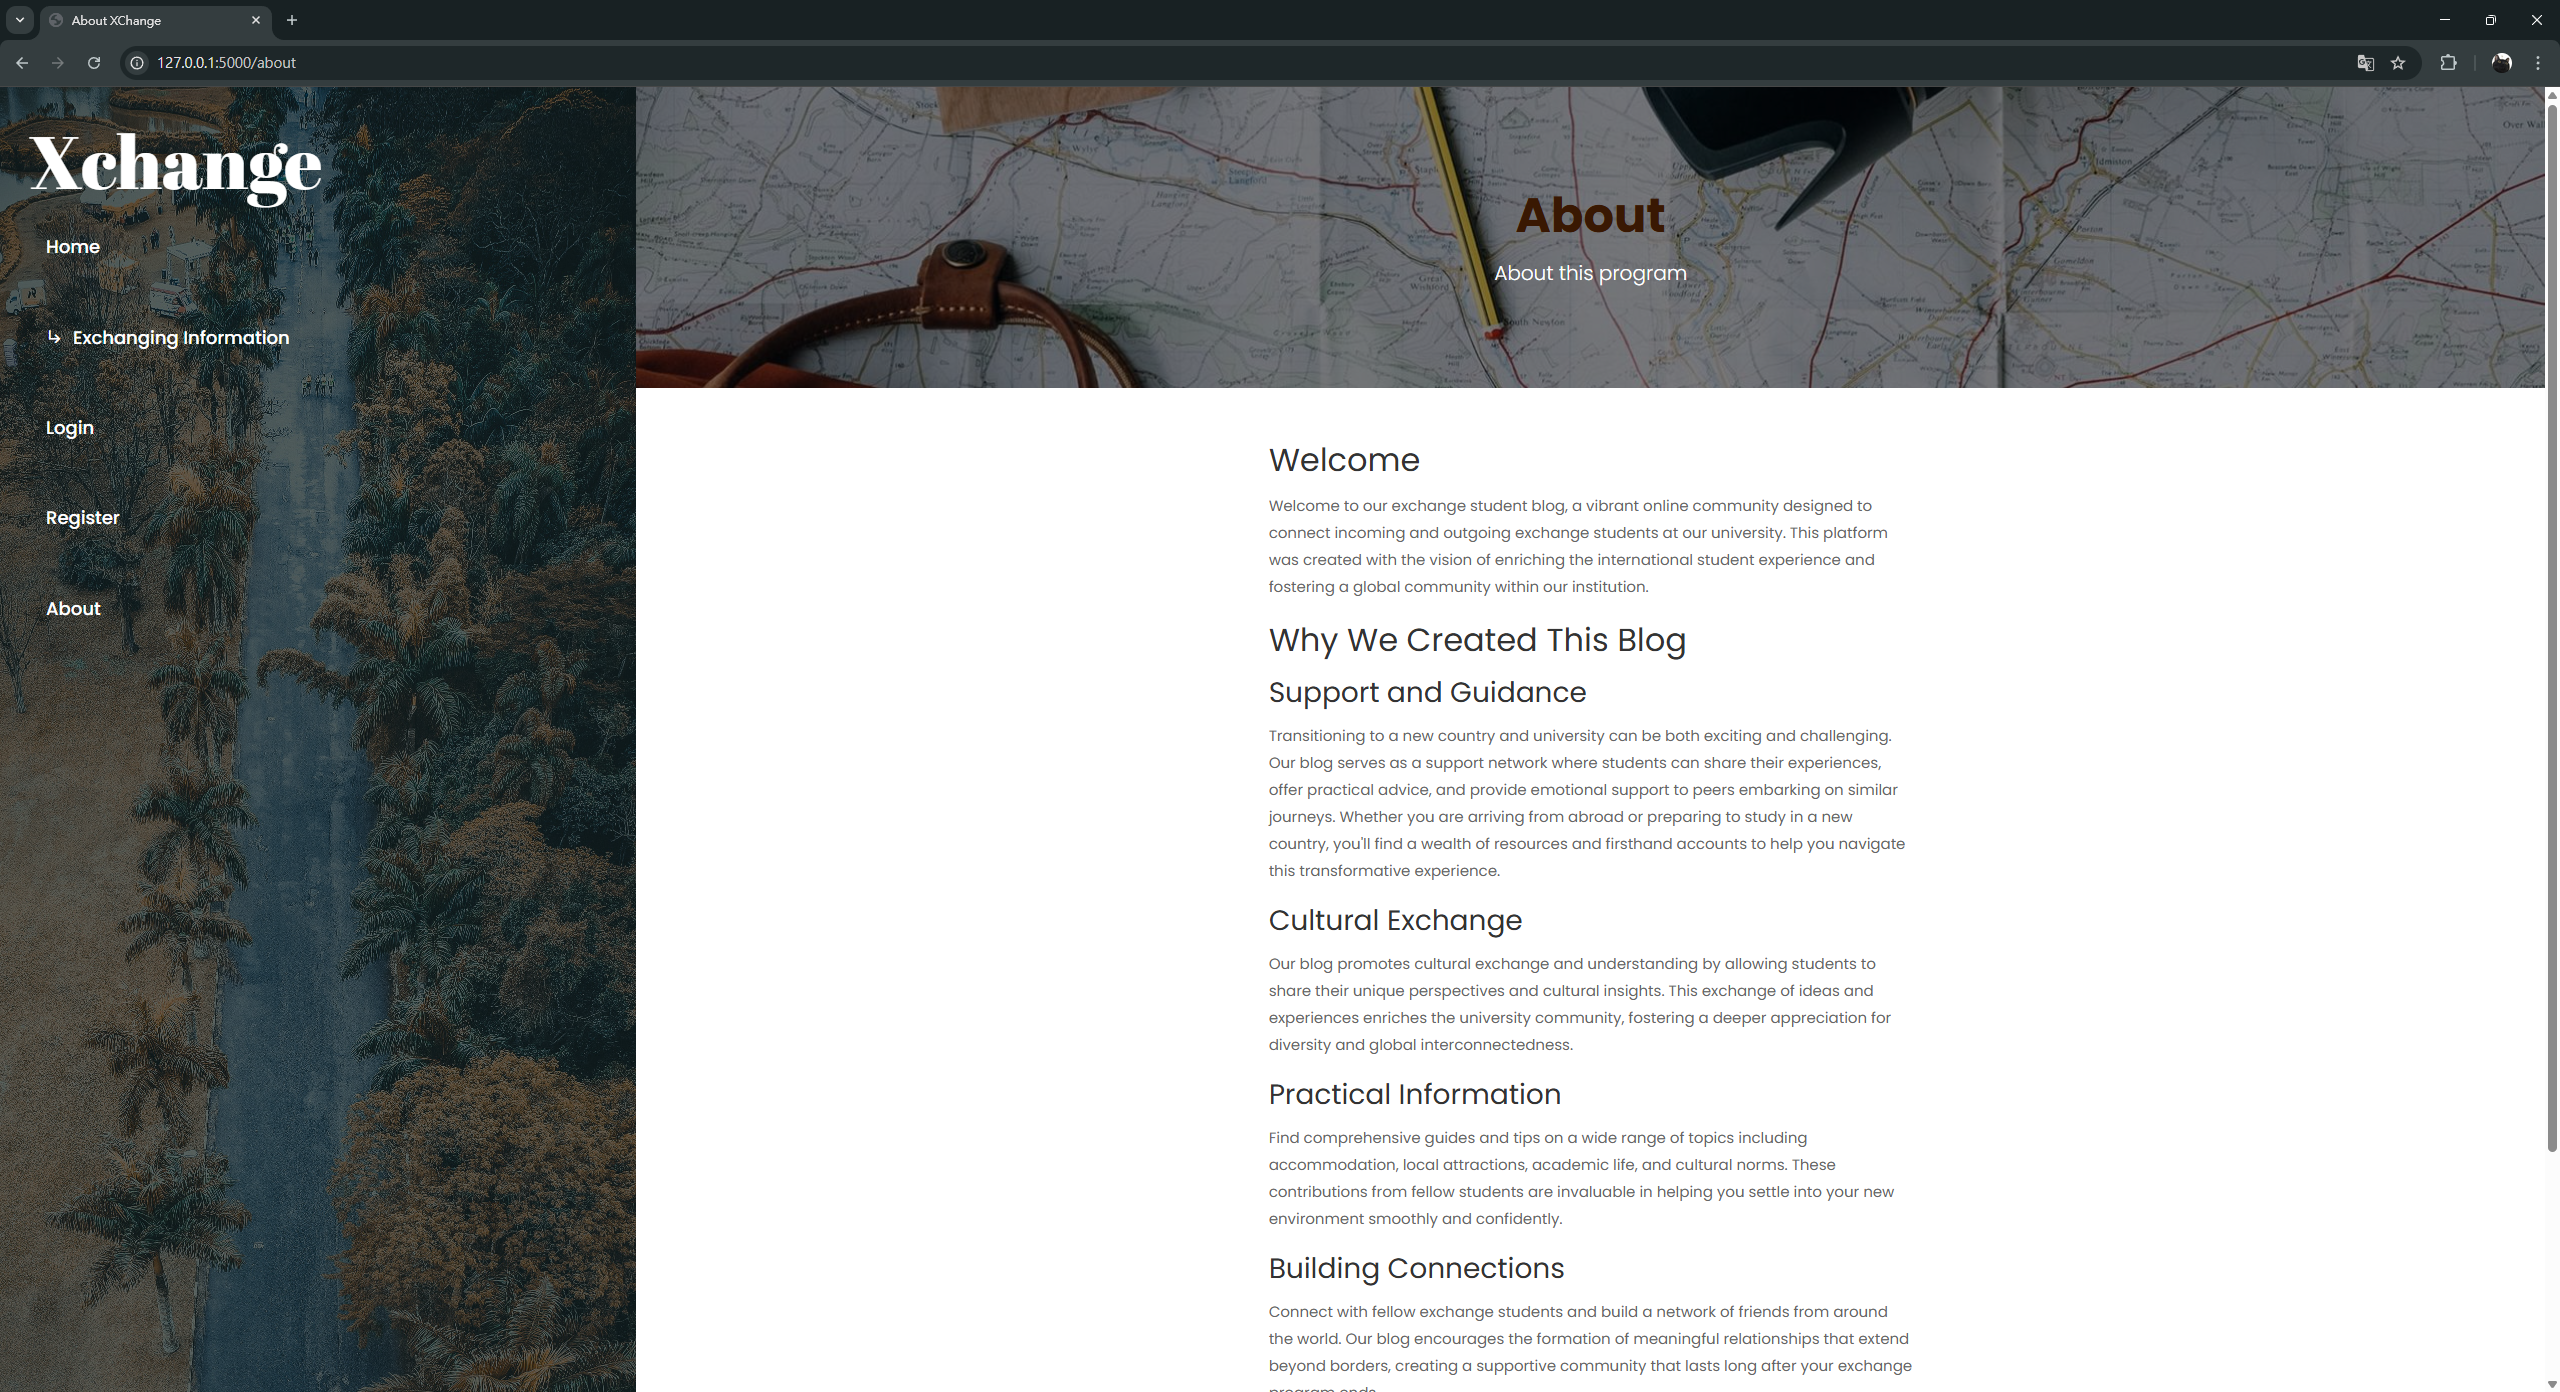 About XChange
127.0.0.1:5000/about
Xchange
Home
Exchanging Information
Login
Register
About
About
About this program
Welcome
Welcome to our exchange student blog, a vibrant online community designed to
connect incoming and outgoing exchange students at our university. This platform
was created with the vision of enriching the international student experience and
fostering a global community within our institution.
Why We Created This Blog
Support and Guidance
Transitioning to a new country and university can be both exciting and challenging.
Our blog serves as a support network where students can share their experiences,
offer practical advice, and provide emotional support to peers embarking on similar
journeys. Whether you are arriving from abroad or preparing to study in a new
country, you'll find a wealth of resources and firsthand accounts to help you navigate
this transformative experience.
Cultural Exchange
Our blog promotes cultural exchange and understanding by allowing students to
share their unique perspectives and cultural insights. This exchange of ideas and
experiences enriches the university community, fostering a deeper appreciation for
diversity and global interconnectedness.
Practical Information
Find comprehensive guides and tips on a wide range of topics including
accommodation, local attractions, academic life, and cultural norms. These
contributions from fellow students are invaluable in helping you settle into your new
environment smoothly and confidently.
Building Connections
Connect with fellow exchange students and build a network of friends from around
the world. Our blog encourages the formation of meaningful relationships that extend
beyond borders, creating a supportive community that lasts long after your exchange
program ends.